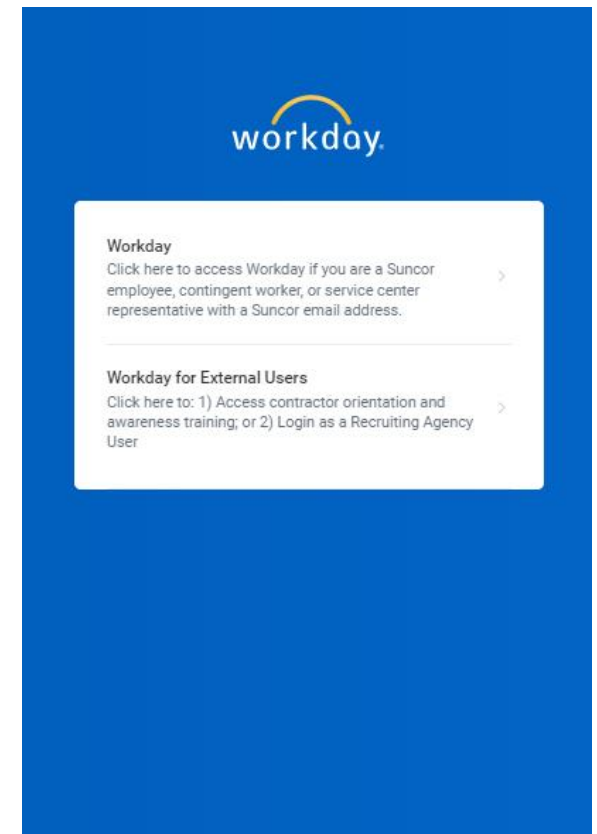 workday.
Workday
Click here to access Workday if you are a Suncor
employee, contingent worker, or service center
representative with a Suncor email address.
Workday for External Users
Click here to: 1) Access contractor orientation and
awareness training; or 2) Login as a Recruiting Agency
User